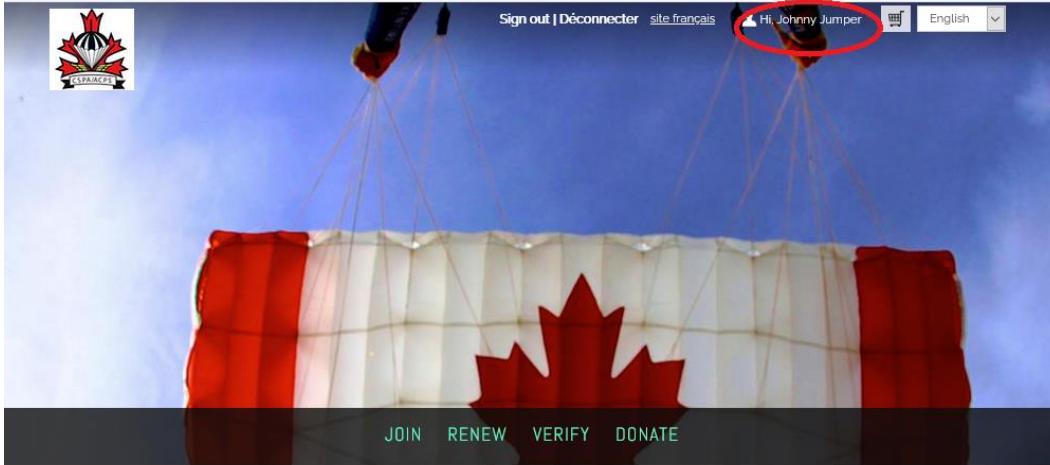 Sign out | Déconnecter site français Hi, Johnny Jumper English
CSPA/ACPS
JOIN RENEW VERIFY DONATE